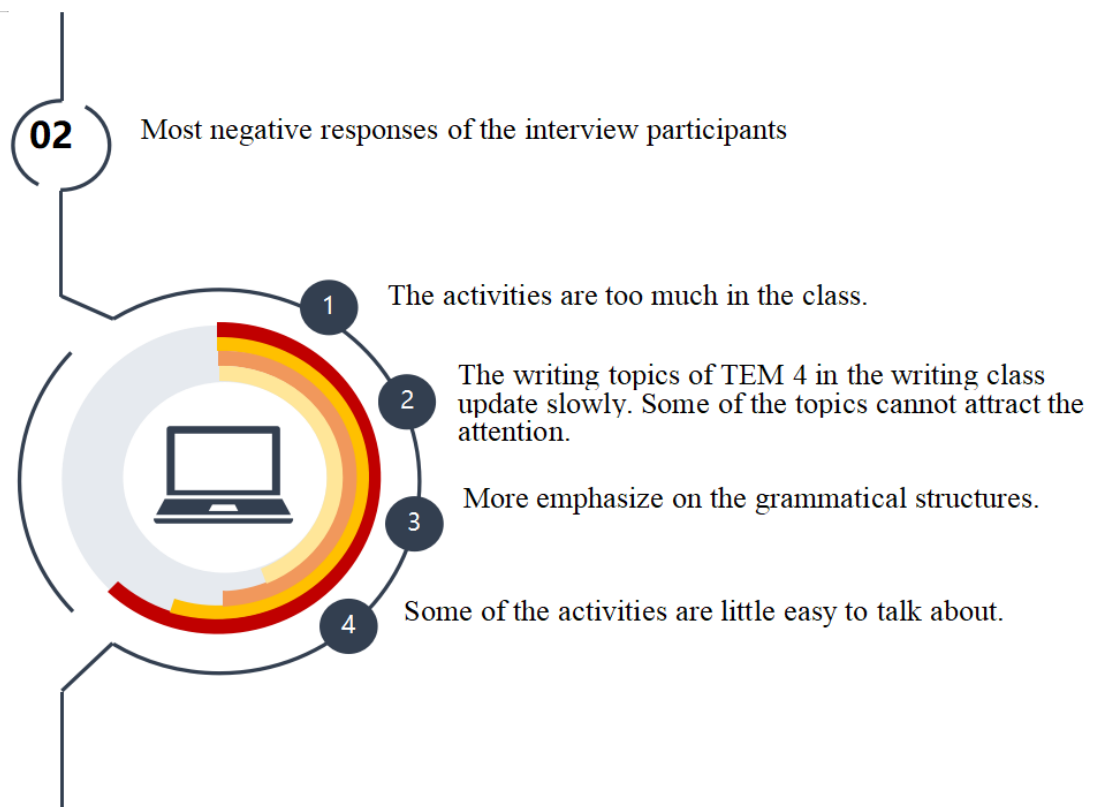 02
Most negative responses of the interview participants
1
The activities are too much in the class.
2
The writing topics of TEM 4 in the writing class
update slowly. Some of the topics cannot attract the
attention.
3
More emphasize on the grammatical structures.
4
Some of the activities are little easy to talk about.